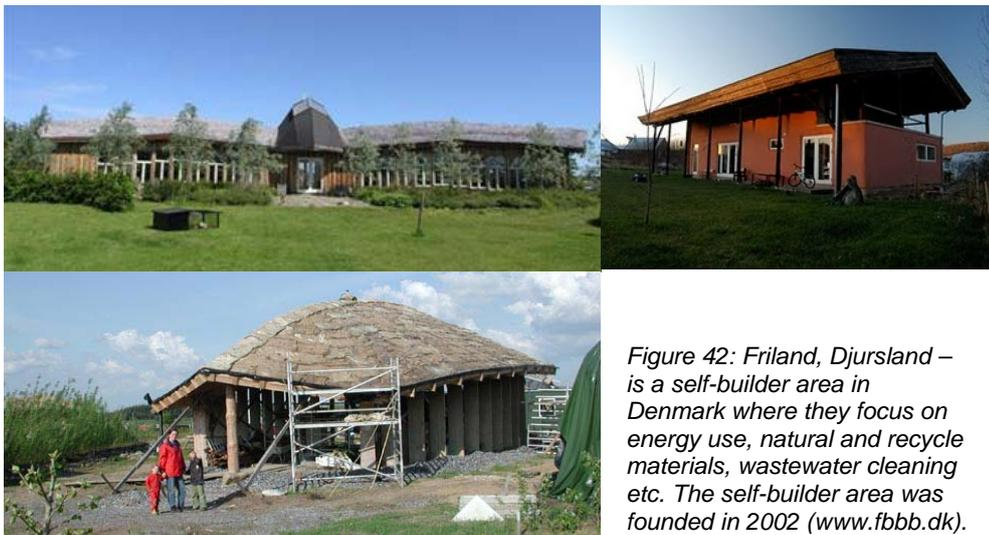 Figure 42: Friland, Djursland –
is a self-builder area in
Denmark where they focus on
energy use, natural and recycle
materials, wastewater cleaning
etc. The self-builder area was
founded in 2002 (www.fbbb.dk).